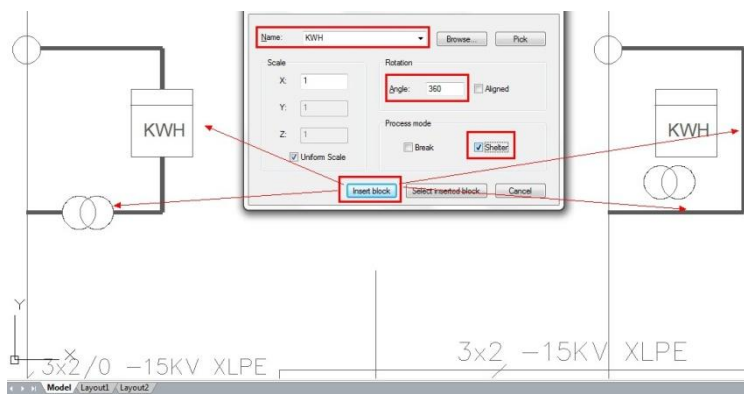 Name: KWH Browse... Pick
Scale Rotation
X: 1
Angle: 360 Aligned
Y: 1
Process mode
Z: 1
Break Shelter
Uniform Scale
Insert block Select inserted block Cancel
KWH
KWH
Y
X
3x2/0 -15KV XLPE
3x2 -15KV XLPE
Model Layout1 Layout2